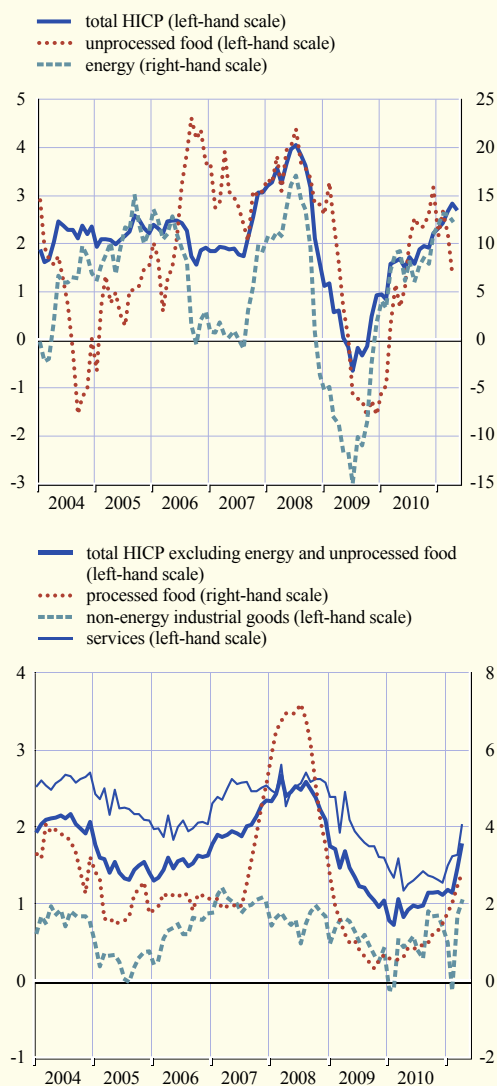 total HICP (left-hand scale)
unprocessed food (left-hand scale)
energy (right-hand scale)
5 25
4 20
3 15
2 10
1 5
0 0
-1 -5
-2 -10
-3 -15
2004 2005 2006 2007 2008 2009 2010
total HICP excluding energy and unprocessed food
(left-hand scale)
processed food (right-hand scale)
non-energy industrial goods (left-hand scale)
services (left-hand scale)
4 8
3 6
2 4
1 2
0 0
-1 -2
2004 2005 2006 2007 2008 2009 2010